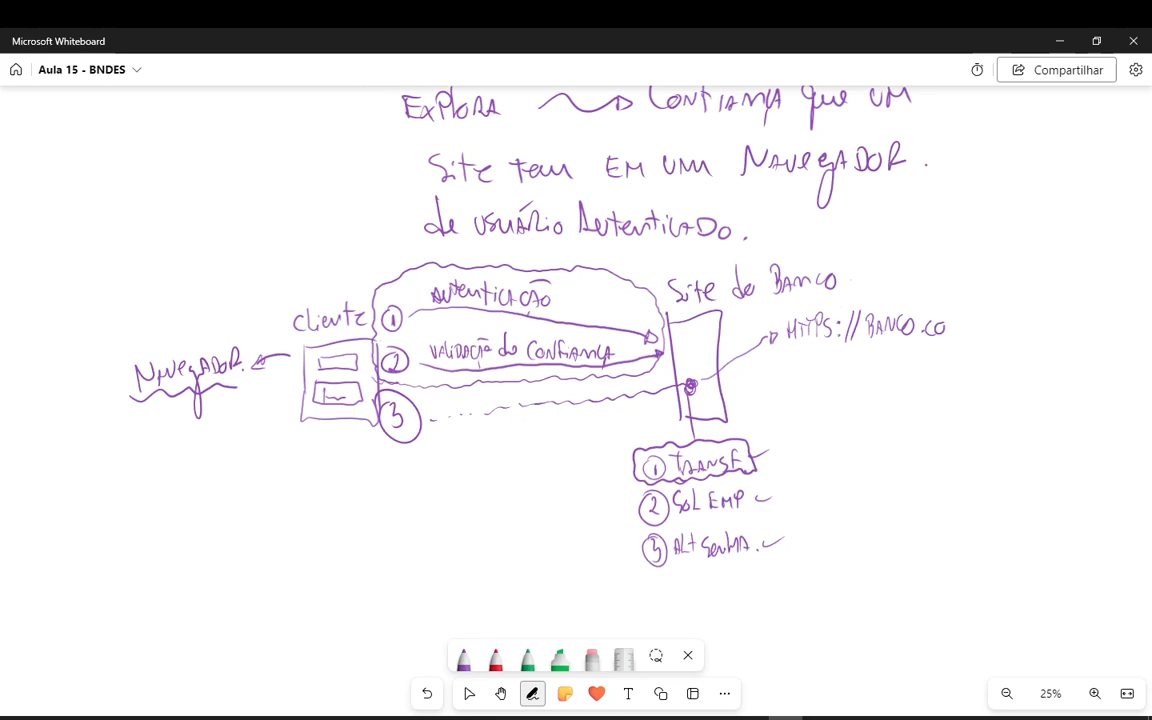 Microsoft Whiteboard
Aula 15 - BNDES
Compartilhar
EXPLORA CONFIANÇA QUE UM
Site tem EM UM NAVEGADOR.
de USUÁRIO AUTENTICADO.
Site do BANCO
AUTENTICAÇÃO
Cliente 1
HTTPS://BANCO.CO
2 VALIDAÇÃO do CONFIANÇA
NAVEGADOR.
3
1 TRANSF
2 Sol EMP
3 Alt SenHA.
25%